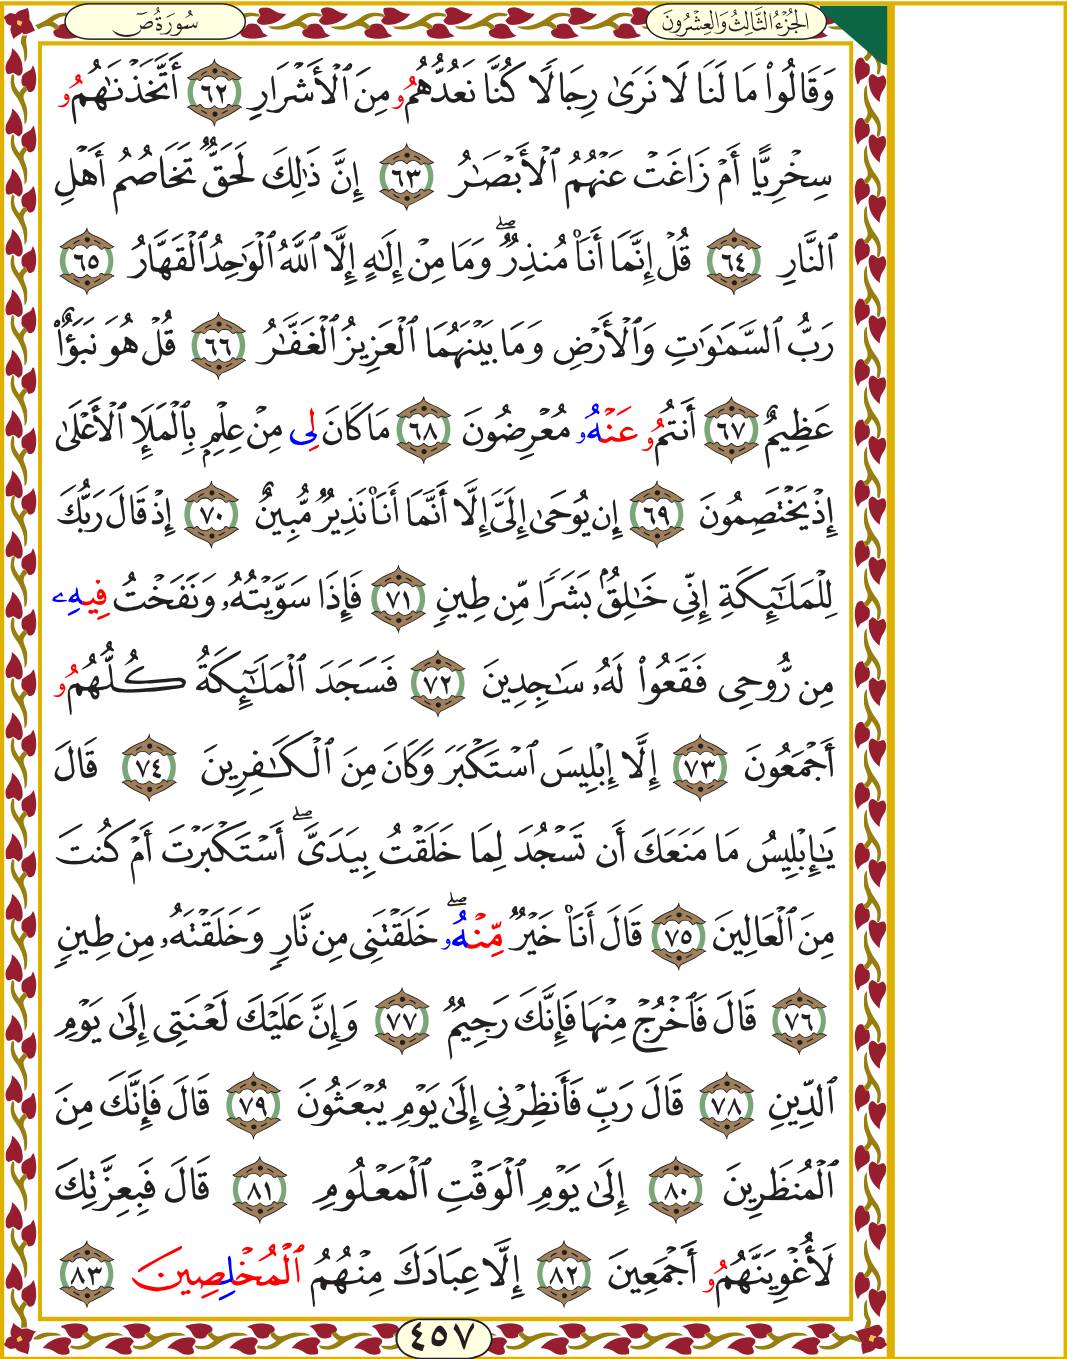 سُورَةُ صٓ
الجُزْءُ الثَّالِثُ وَالعِشْرُونَ
وَقَالُوا۟ مَا لَنَا لَا نَرَىٰ رِجَالًا كُنَّا نَعُدُّهُمُۥ مِنَ ٱلۡأَشۡرَارِ ٦٢ أَتَّخَذۡنَٰهُمُۥ
سِخۡرِيًّا أَمۡ زَاغَتۡ عَنۡهُمُ ٱلۡأَبۡصَٰرُ ٦٣ إِنَّ ذَٰلِكَ لَحَقّٞ تَخَاصُمُ أَهۡلِ
ٱلنَّارِ ٦٤ قُلۡ إِنَّمَا أَنَا۠ مُنذِرٞۖ وَمَا مِنۡ إِلَٰهٍ إِلَّا ٱللَّهُ ٱلۡوَٰحِدُ ٱلۡقَهَّارُ ٦٥
رَبُّ ٱلسَّمَٰوَٰتِ وَٱلۡأَرۡضِ وَمَا بَيۡنَهُمَا ٱلۡعَزِيزُ ٱلۡغَفَّٰرُ ٦٦ قُلۡ هُوَ نَبَؤٌا۟
عَظِيمٌ ٦٧ أَنتُمُۥ عَنۡهُۥ مُعۡرِضُونَ ٦٨ مَا كَانَ لِي مِنۡ عِلۡمِۭ بِٱلۡمَلَإِ ٱلۡأَعۡلَىٰ
إِذۡ يَخۡتَصِمُونَ ٦٩ إِن يُوحَىٰ إِلَيَّ إِلَّا أَنَّمَا أَنَا۠ نَذِيرٞ مُّبِينٌ ٧٠ إِذۡ قَالَ رَبُّكَ
لِلۡمَلَٰٓئِكَةِ إِنِّي خَٰلِقُۢ بَشَرٗا مِّن طِينٖ ٧١ فَإِذَا سَوَّيۡتُهُۥ وَنَفَخۡتُ فِيهِۦ
مِن رُّوحِي فَقَعُوا۟ لَهُۥ سَٰجِدِينَ ٧٢ فَسَجَدَ ٱلۡمَلَٰٓئِكَةُ كُلُّهُمُۥ
أَجۡمَعُونَ ٧٣ إِلَّا إِبۡلِيسَ ٱسۡتَكۡبَرَ وَكَانَ مِنَ ٱلۡكَٰفِرِينَ ٧٤ قَالَ
يَٰإِبۡلِيسُ مَا مَنَعَكَ أَن تَسۡجُدَ لِمَا خَلَقۡتُ بِيَدَيَّۖ أَسۡتَكۡبَرۡتَ أَمۡ كُنتَ
مِنَ ٱلۡعَالِينَ ٧٥ قَالَ أَنَا۠ خَيۡرٞ مِّنۡهُۥۖ خَلَقۡتَنِي مِن نَّارٖ وَخَلَقۡتَهُۥ مِن طِينٖ
٧٦ قَالَ فَٱخۡرُجۡ مِنۡهَا فَإِنَّكَ رَجِيمٞ ٧٧ وَإِنَّ عَلَيۡكَ لَعۡنَتِي إِلَىٰ يَوۡمِ
ٱلدِّينِ ٧٨ قَالَ رَبِّ فَأَنظِرۡنِي إِلَىٰ يَوۡمِ يُبۡعَثُونَ ٧٩ قَالَ فَإِنَّكَ مِنَ
ٱلۡمُنظَرِينَ ٨٠ إِلَىٰ يَوۡمِ ٱلۡوَقۡتِ ٱلۡمَعۡلُومِ ٨١ قَالَ فَبِعِزَّتِكَ
لَأُغۡوِيَنَّهُمُۥ أَجۡمَعِينَ ٨٢ إِلَّا عِبَادَكَ مِنۡهُمُ ٱلۡمُخۡلِصِينَ ٨٣
٤٥٧